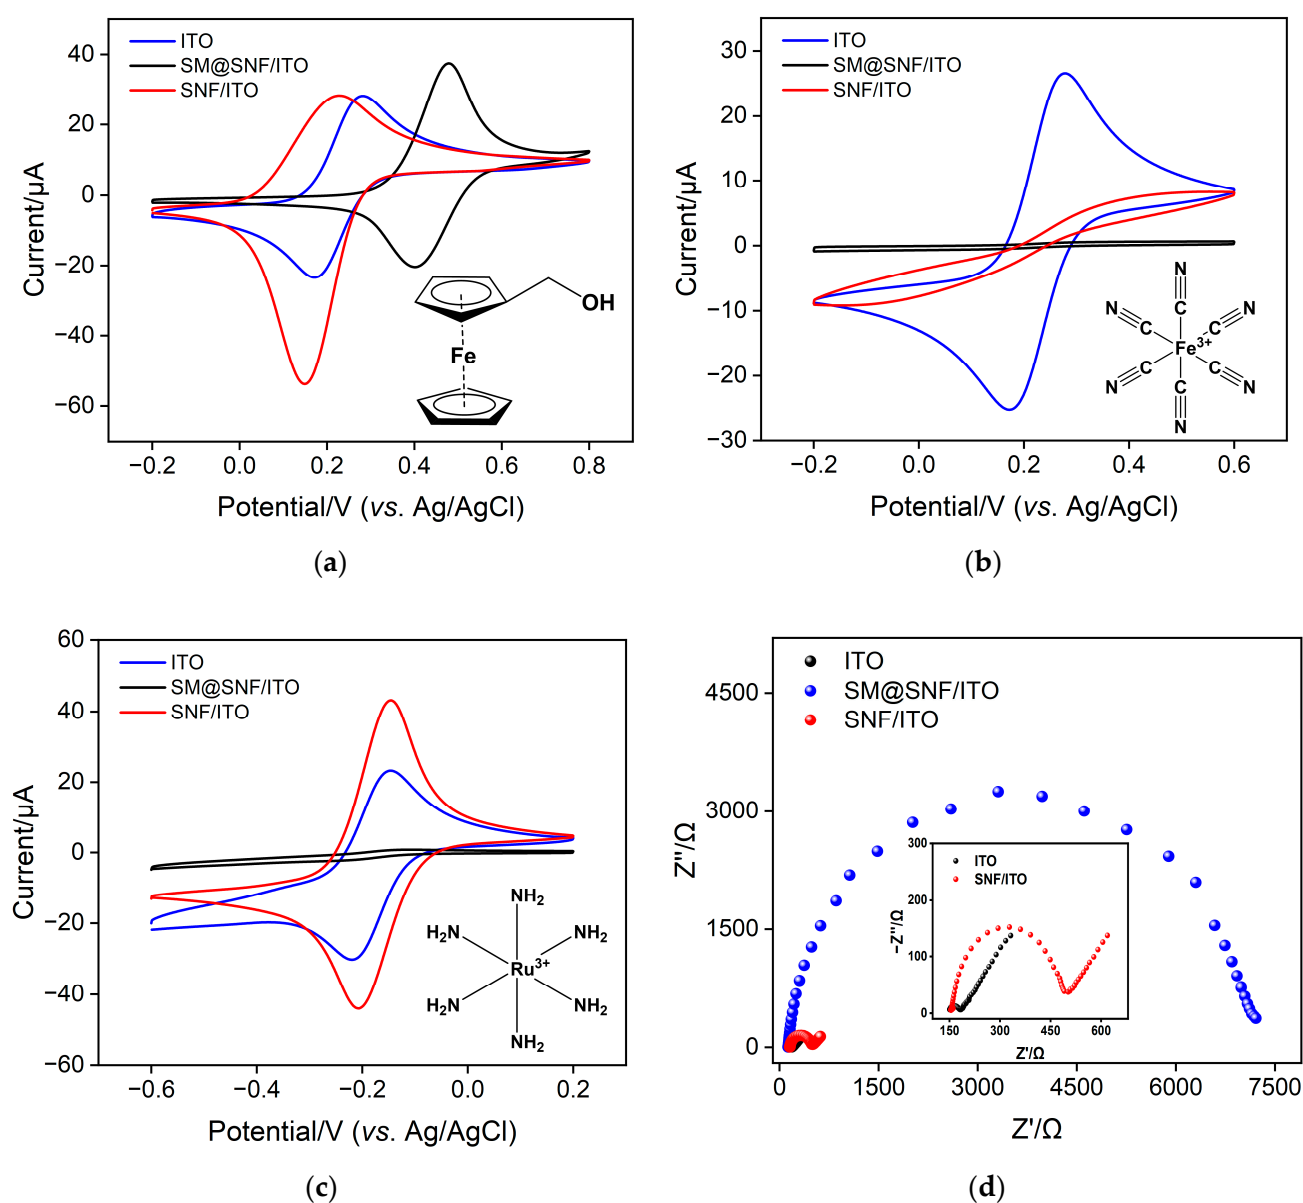 ITO
SM@SNF/ITO
SNF/ITO
40
20
0
−20
−40
−60
Current/μA
OH
Fe
−0.2 0.0 0.2 0.4 0.6 0.8
Potential/V (vs. Ag/AgCl)
(a)
ITO
SM@SNF/ITO
SNF/ITO
30
20
10
0
−10
−20
−30
Current/μA
N
C
N C C N
Fe3+
N C C N
C
N
−0.2 0.0 0.2 0.4 0.6
Potential/V (vs. Ag/AgCl)
(b)
ITO
SM@SNF/ITO
SNF/ITO
60
40
20
0
−20
−40
−60
Current/μA
NH2
H2N NH2
Ru3+
H2N NH2
NH2
−0.6 −0.4 −0.2 0.0 0.2
Potential/V (vs. Ag/AgCl)
(c)
ITO
SM@SNF/ITO
SNF/ITO
4500
3000
1500
0
Z''/Ω
300
200
100
0
−Z''/Ω
ITO
SNF/ITO
150 300 450 600
Z'/Ω
0 1500 3000 4500 6000 7500
Z'/Ω
(d)